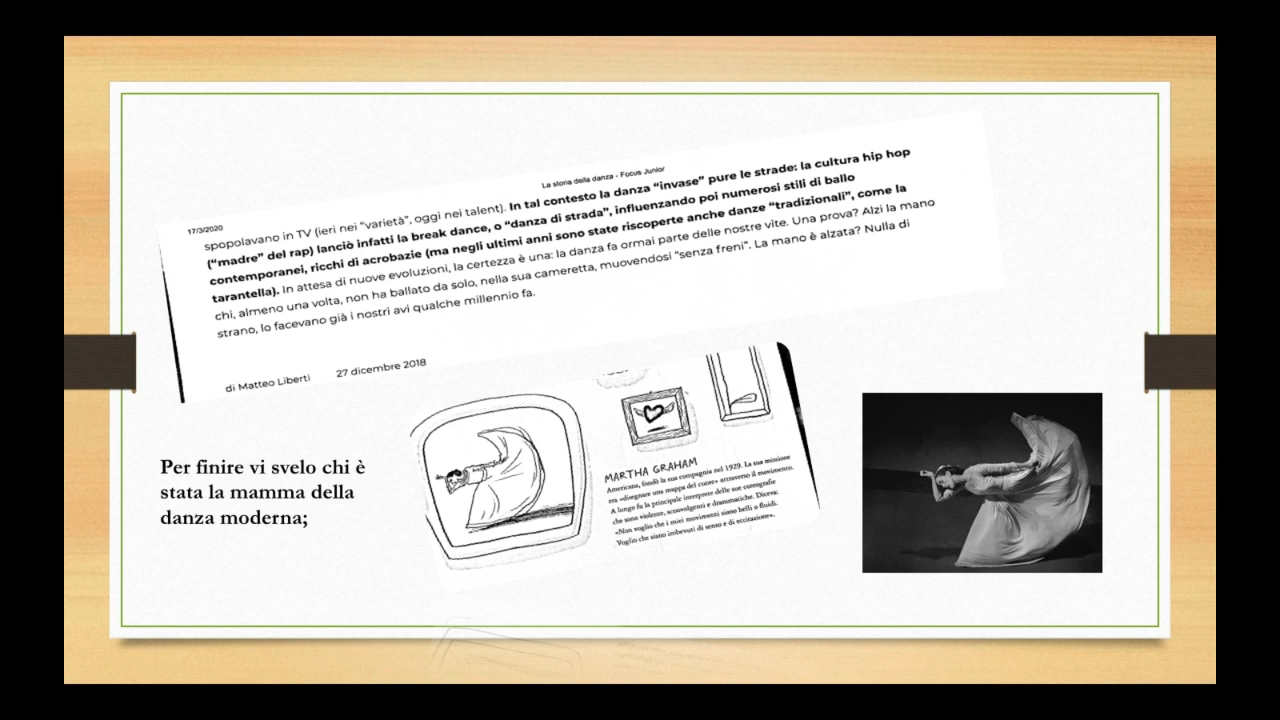 17/3/2020
La storia della danza - Focus Junior
spopolavano in TV (ieri nei “varietà”, oggi nei talent). In tal contesto la danza “invase” pure le strade: la cultura hip hop
(“madre” del rap) lanciò infatti la break dance, o “danza di strada”, influenzando poi numerosi stili di ballo
contemporanei, ricchi di acrobazie (ma negli ultimi anni sono state riscoperte anche danze “tradizionali”, come la
tarantella). In attesa di nuove evoluzioni, la certezza è una: la danza fa ormai parte delle nostre vite. Una prova? Alzi la mano
chi, almeno una volta, non ha ballato da solo, nella sua cameretta, muovendosi “senza freni”. La mano è alzata? Nulla di
strano, lo facevano già i nostri avi qualche millennio fa.
di Matteo Liberti 27 dicembre 2018
Per finire vi svelo chi è
stata la mamma della
danza moderna;
MARTHA GRAHAM
Americana, fondò la sua compagnia nel 1929. La sua missione
era «disegnare una mappa del cuore» attraverso il movimento.
A lungo fu la principale interprete delle sue coreografie
che sono violente, sconvolgenti e drammatiche. Diceva:
«Non voglio che i miei movimenti siano belli o fluidi.
Voglio che siano imbevuti di senso e di eccitazione».